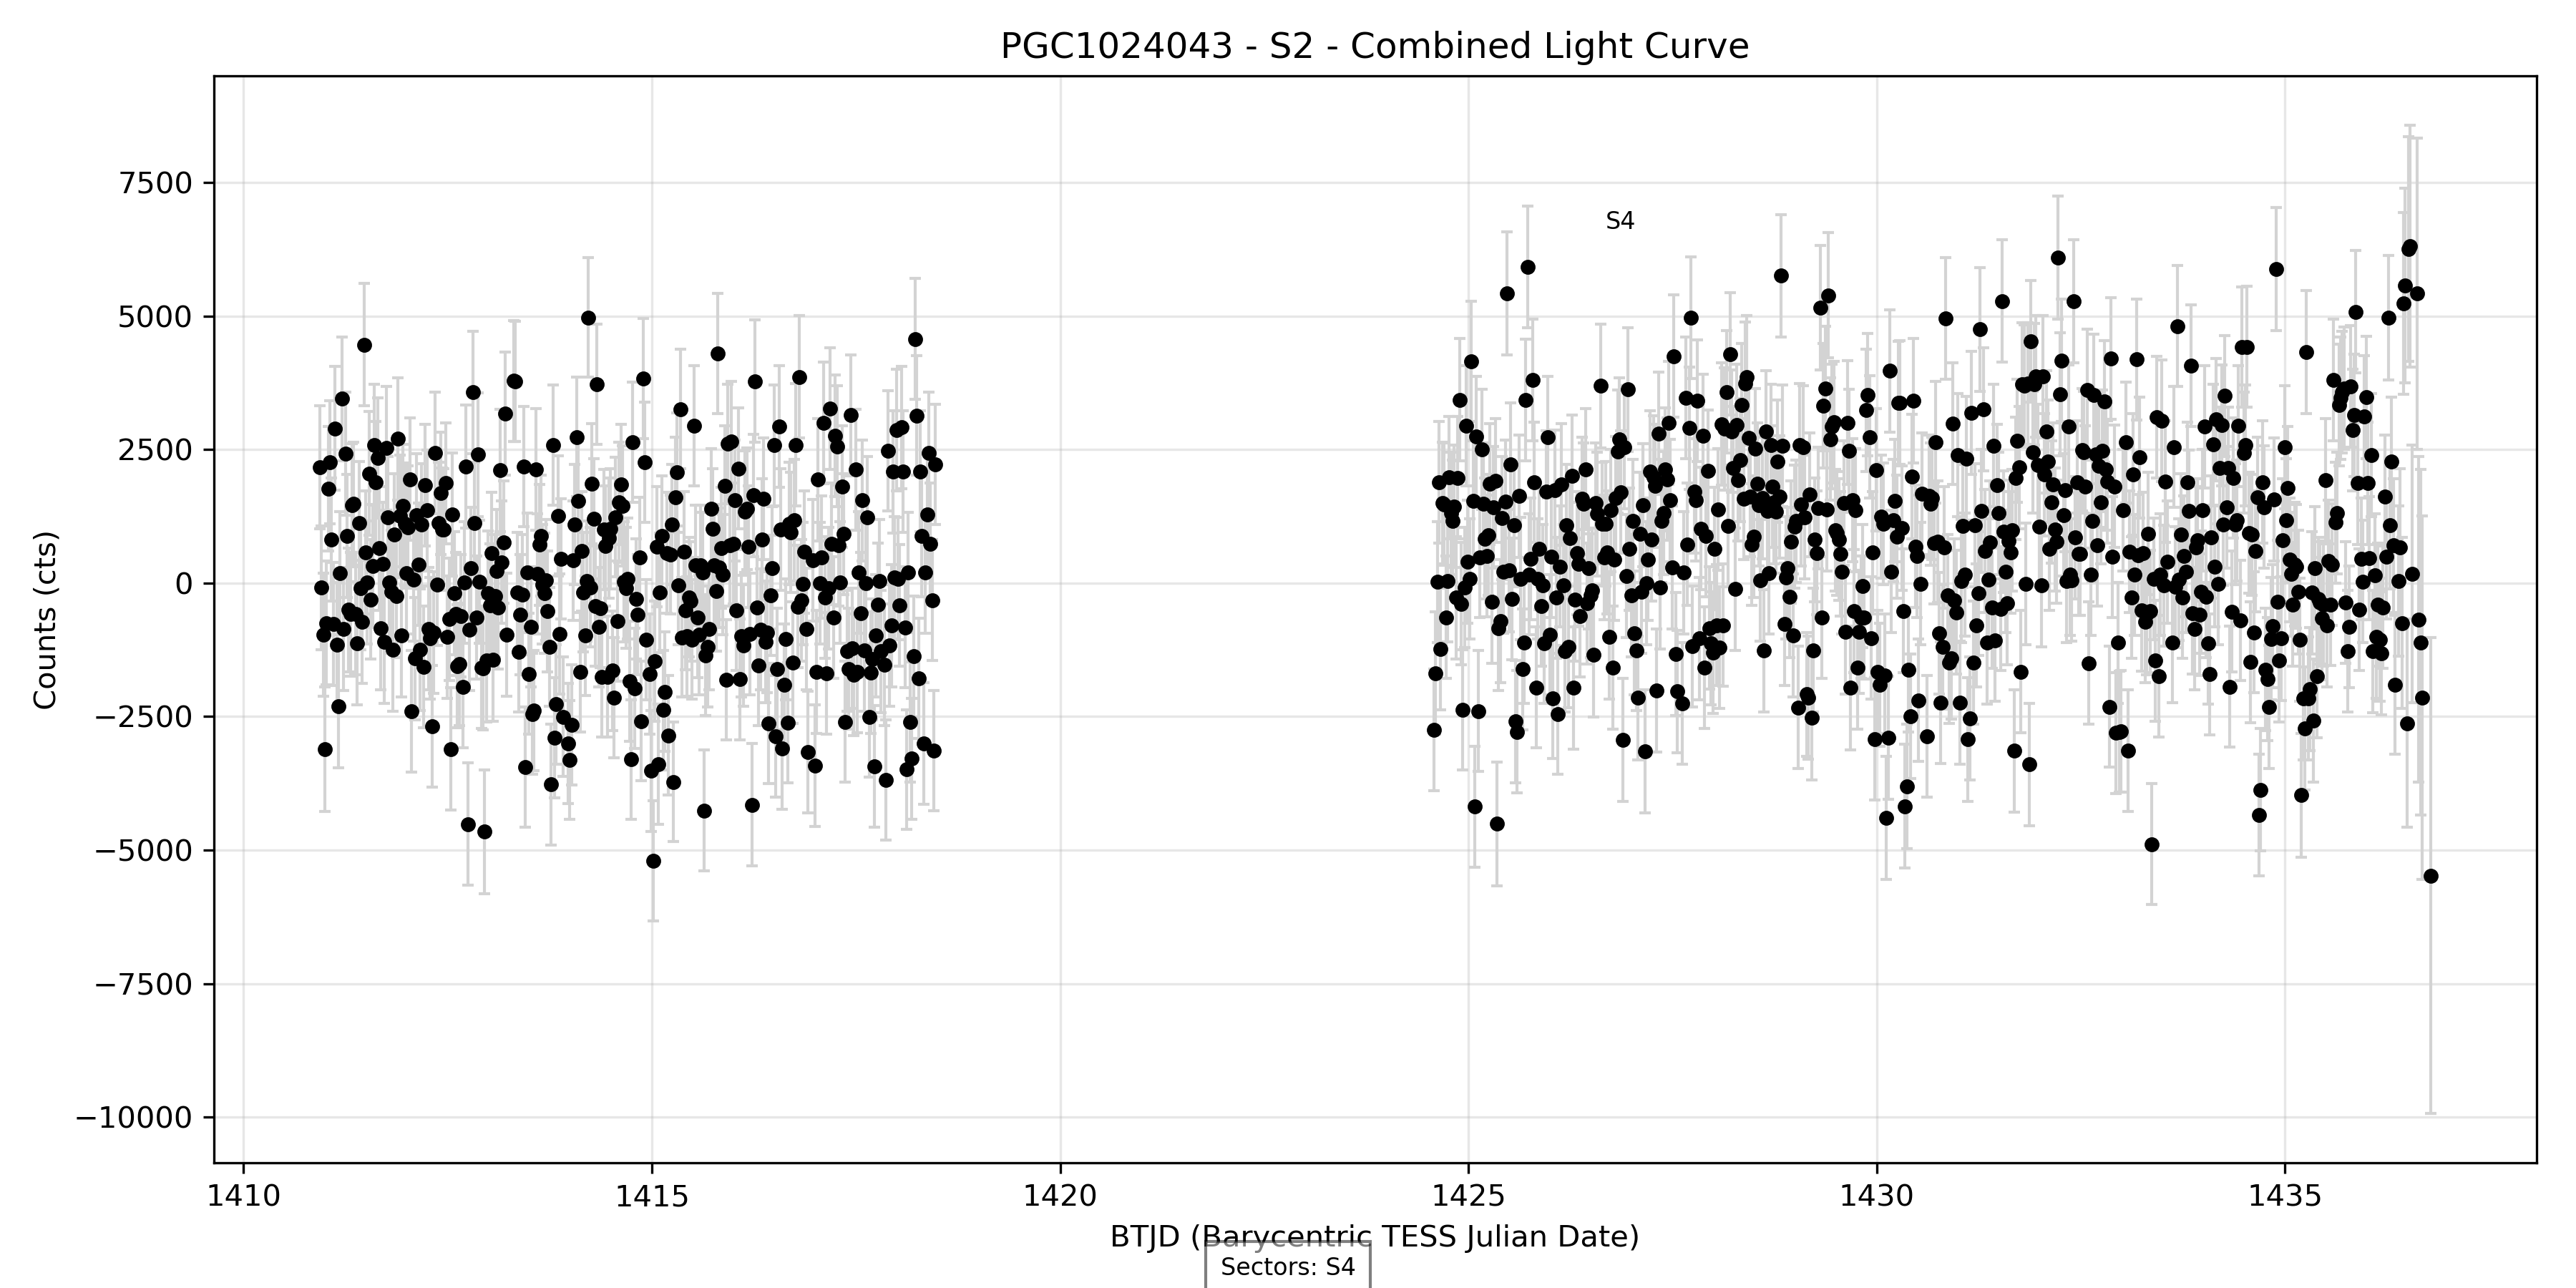 PGC1024043 - S2 - Combined Light Curve
S4
Counts (cts)
7500
5000
2500
0
−2500
−5000
−7500
−10000
1410
1415
1420
1425
1430
1435
BTJD (Barycentric TESS Julian Date)
Sectors: S4